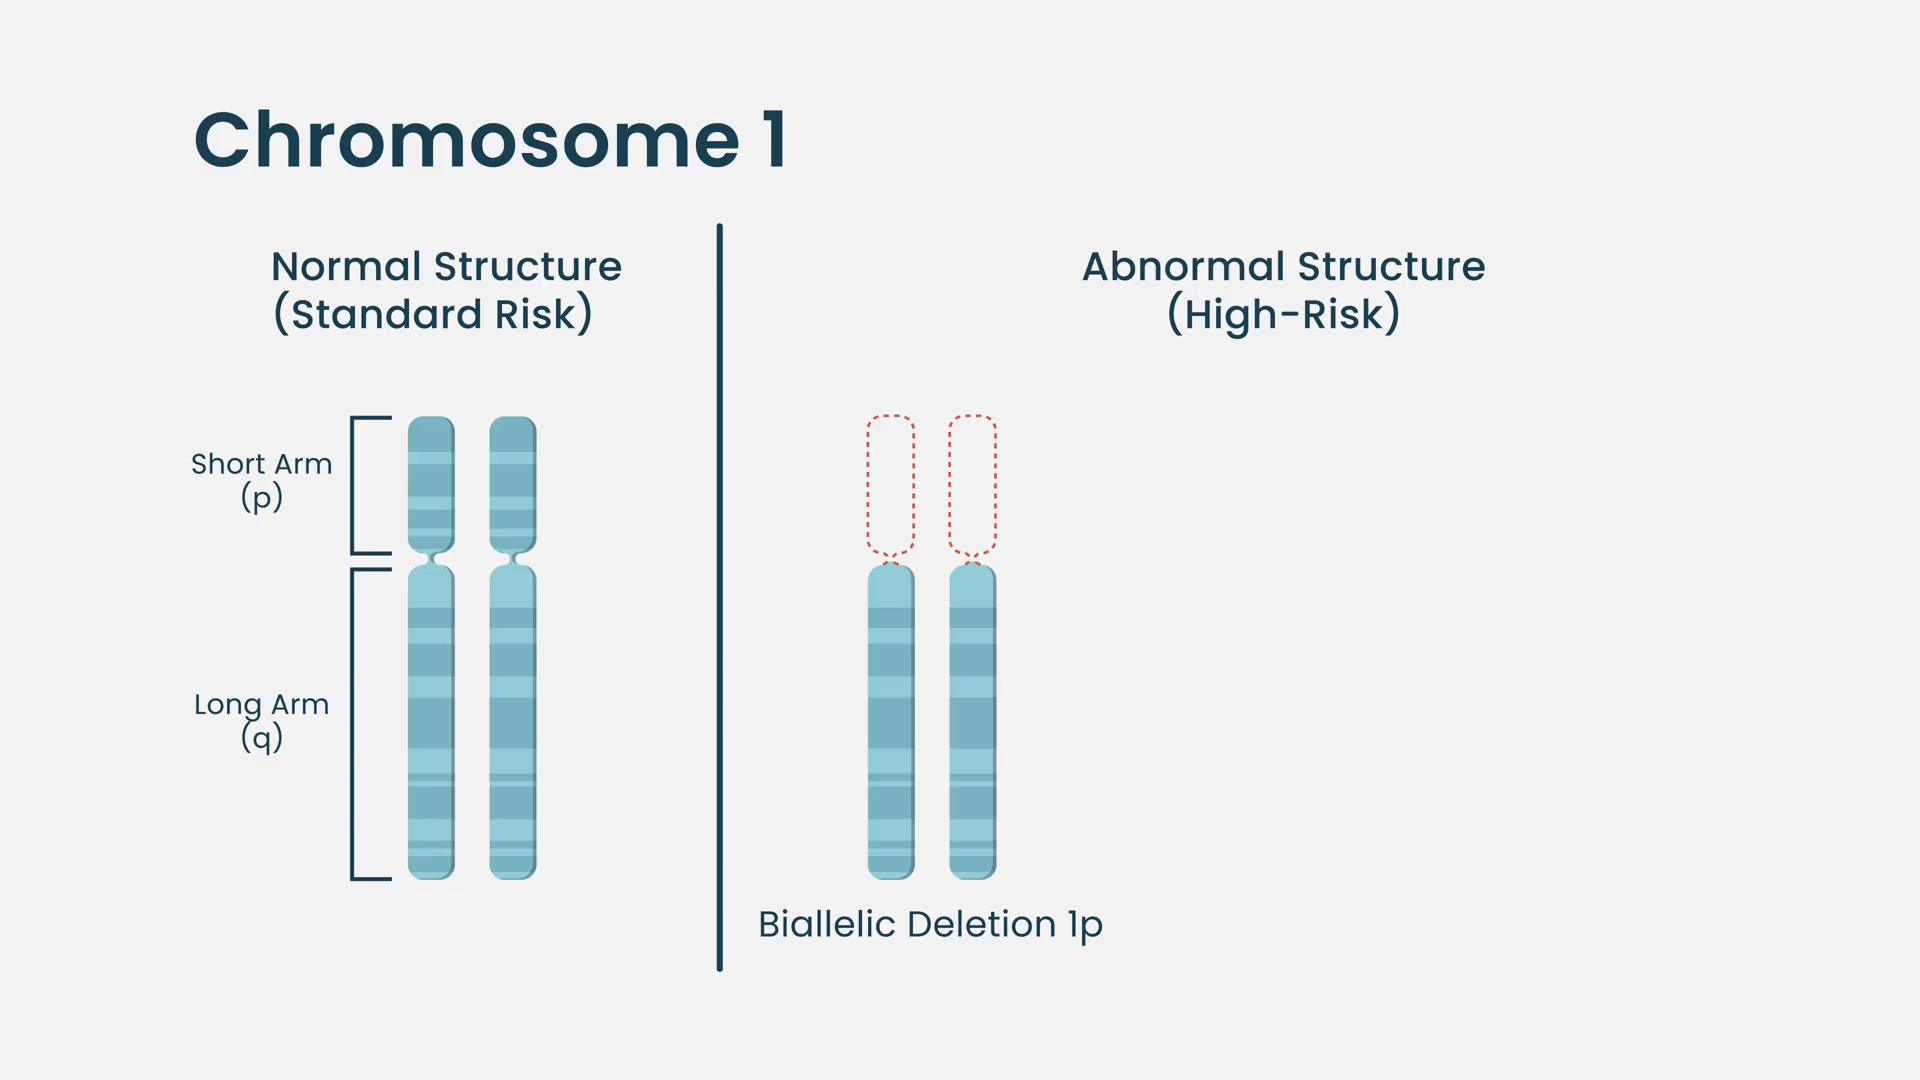 Chromosome 1
Normal Structure
(Standard Risk)
Abnormal Structure
(High-Risk)
Short Arm
(p)
Long Arm
(q)
Biallelic Deletion 1p